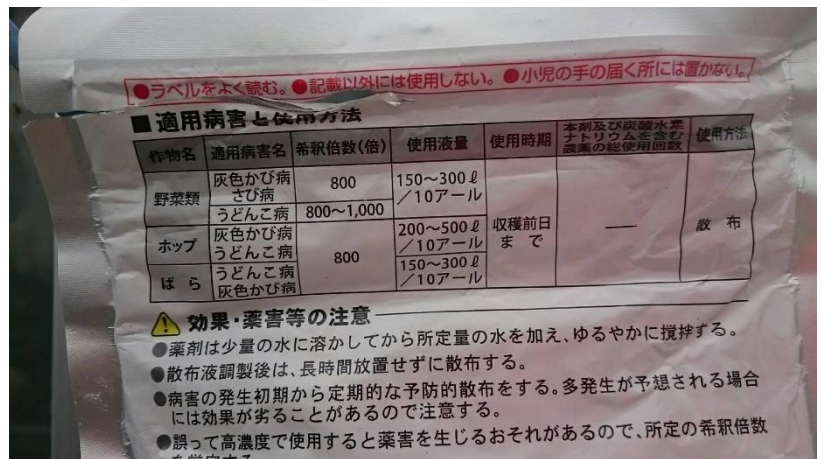 ●ラベルをよく読む。●記載以外には使用しない。●小児の手の届く所には置かない。
■適用病害と使用方法
作物名 適用病害名 希釈倍数(倍) 使用液量 使用時期 本剤及び炭酸水素ナトリウムを含む農薬の総使用回数 使用方法
野菜類 灰色かび病 さび病 800 150～300ℓ／10アール 収穫前日まで ―― 散布
うどんこ病 800～1,000
ホップ 灰色かび病 うどんこ病 800 200～500ℓ／10アール
ばら うどんこ病 灰色かび病 150～300ℓ／10アール
効果・薬害等の注意
●薬剤は少量の水に溶かしてから所定量の水を加え、ゆるやかに撹拌する。
●散布液調製後は、長時間放置せずに散布する。
●病害の発生初期から定期的な予防的散布をする。多発生が予想される場合
には効果が劣ることがあるので注意する。
●誤って高濃度で使用すると薬害を生じるおそれがあるので、所定の希釈倍数